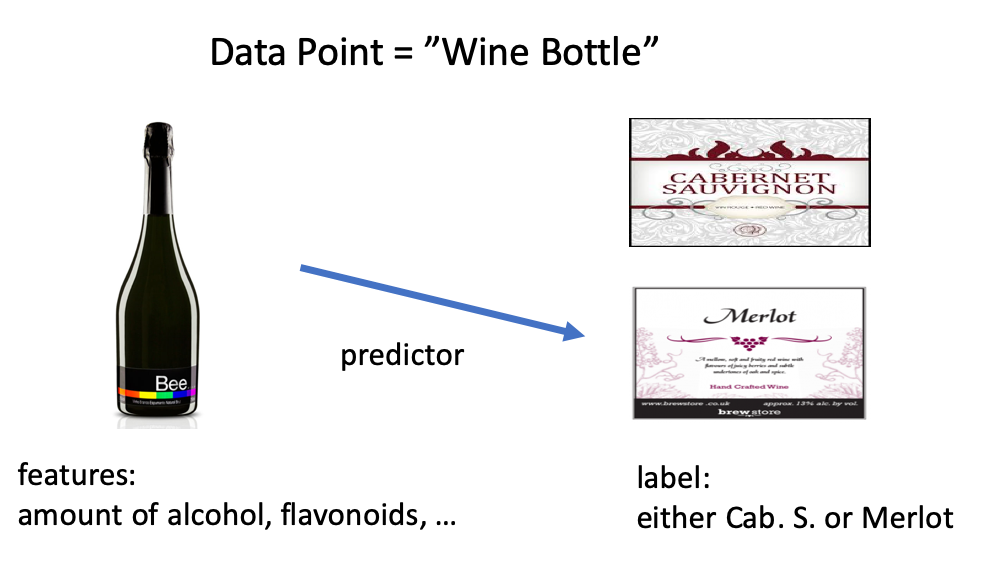 Data Point = ”Wine Bottle”
CABERNET
SAUVIGNON
VIN ROUGE • RED WINE
Bee
predictor
Merlot
A mellow, soft and fruity red wine with
flavours of juicy berries and subtle
undertones of oak and spice.
Hand Crafted Wine
www.brewstore.co.uk approx. 12% alc. by vol.
brewstore
features:
amount of alcohol, flavonoids, ...
label:
either Cab. S. or Merlot